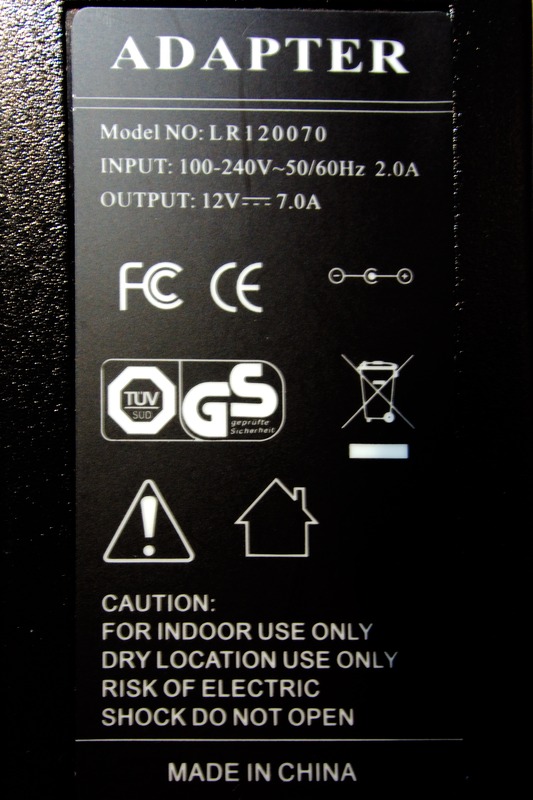 ADAPTER
Model NO: LR120070
INPUT: 100-240V~50/60Hz 2.0A
OUTPUT: 12V⎓7.0A
FC CE
TÜV
SÜD
GS
geprüfte
Sicherheit
CAUTION:
FOR INDOOR USE ONLY
DRY LOCATION USE ONLY
RISK OF ELECTRIC
SHOCK DO NOT OPEN
MADE IN CHINA